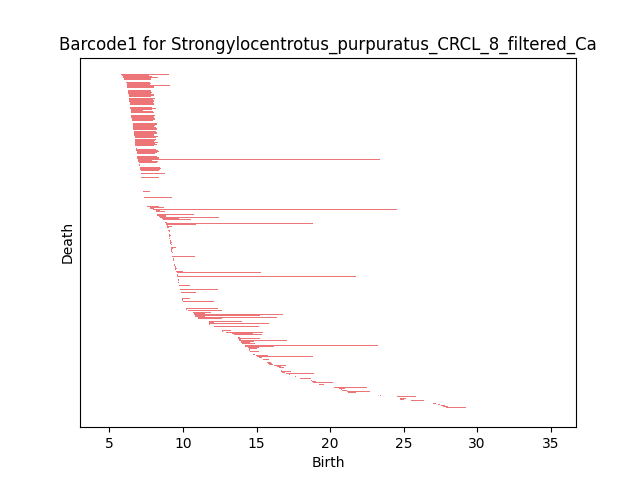 Barcode1 for Strongylocentrotus_purpuratus_CRCL_8_filtered_Ca
Death
5 10 15 20 25 30 35
Birth